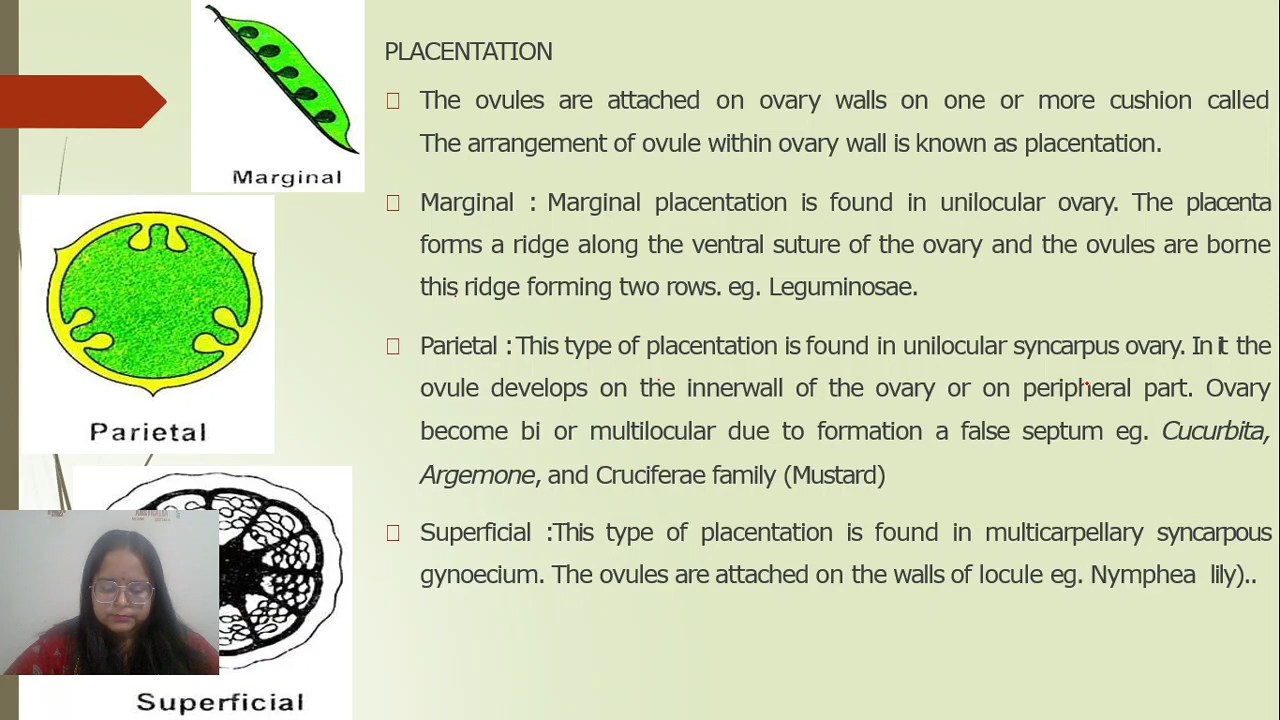 Marginal
Parietal
Superficial
PLACENTATION
The ovules are attached on ovary walls on one or more cushion called
The arrangement of ovule within ovary wall is known as placentation.
Marginal : Marginal placentation is found in unilocular ovary. The placenta
forms a ridge along the ventral suture of the ovary and the ovules are borne
this ridge forming two rows. eg. Leguminosae.
Parietal : This type of placentation is found in unilocular syncarpus ovary. In it the
ovule develops on the innerwall of the ovary or on peripheral part. Ovary
become bi or multilocular due to formation a false septum eg. Cucurbita,
Argemone, and Cruciferae family (Mustard)
Superficial :This type of placentation is found in multicarpellary syncarpous
gynoecium. The ovules are attached on the walls of locule eg. Nymphea lily)..